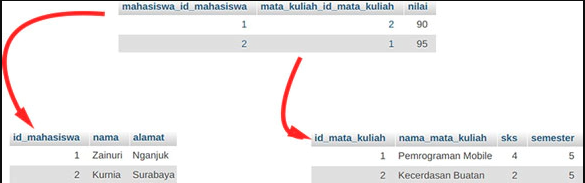 mahasiswa_id_mahasiswa mata_kuliah_id_mata_kuliah nilai
1 2 90
2 1 95
id_mahasiswa nama alamat
1 Zainuri Nganjuk
2 Kurnia Surabaya
id_mata_kuliah nama_mata_kuliah sks semester
1 Pemrograman Mobile 4 5
2 Kecerdasan Buatan 2 5